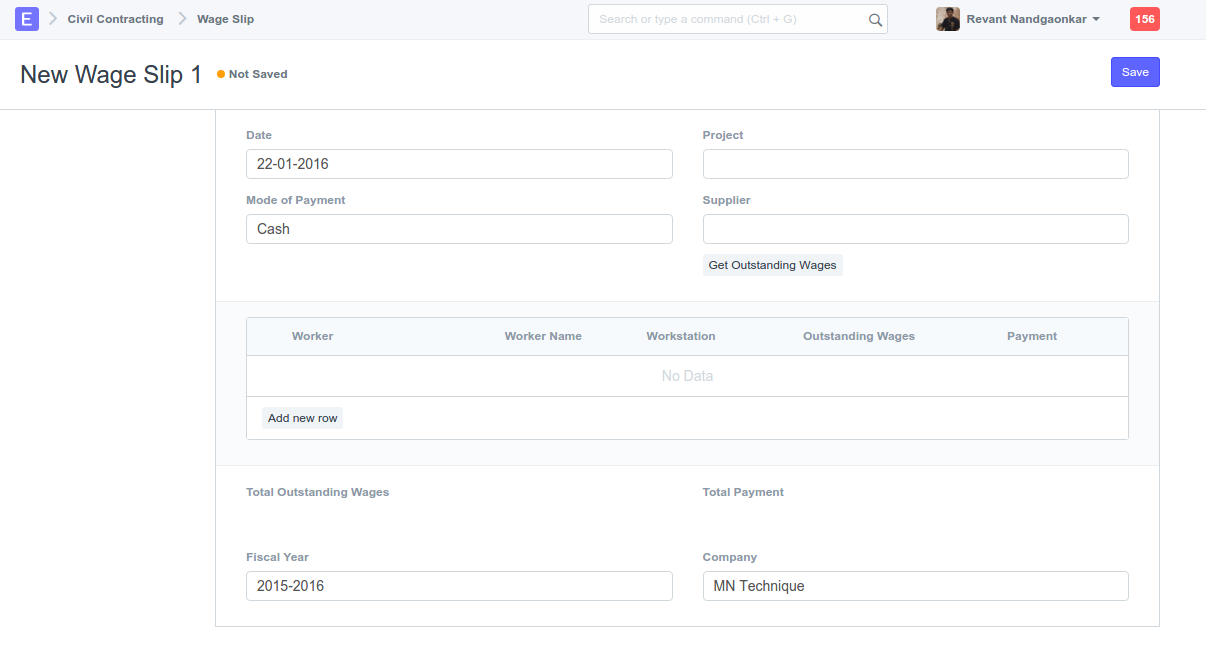 E Civil Contracting Wage Slip Search or type a command (Ctrl + G) Revant Nandgaonkar 156
New Wage Slip 1 Not Saved Save
Date Project
22-01-2016
Mode of Payment Supplier
Cash
Get Outstanding Wages
Worker Worker Name Workstation Outstanding Wages Payment
No Data
Add new row
Total Outstanding Wages Total Payment
Fiscal Year Company
2015-2016 MN Technique